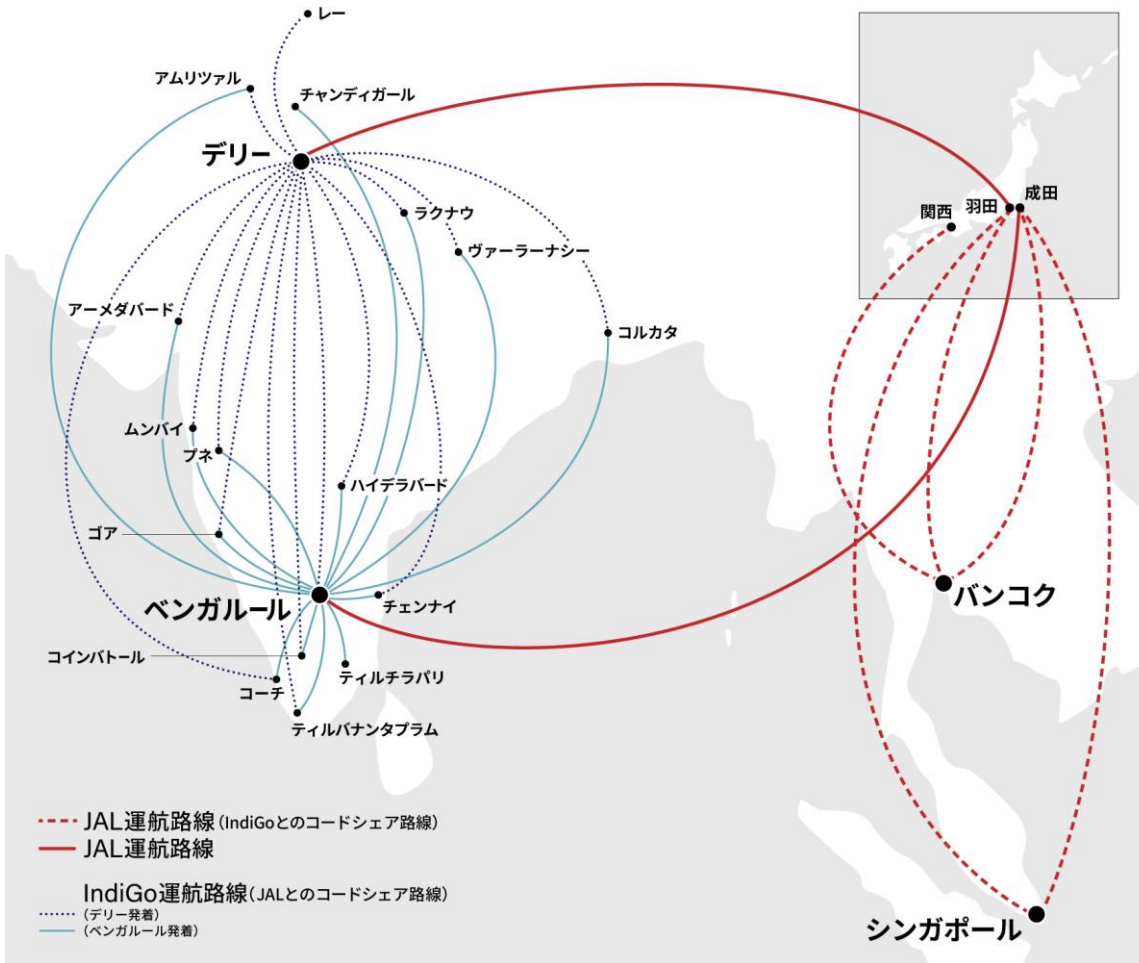 レー
アムリツァル
チャンディガール
デリー
成田
羽田
関西
ラクナウ
ヴァーラーナシー
アーメダバード
コルカタ
ムンバイ
プネ
ハイデラバード
ゴア
ベンガルール
チェンナイ
バンコク
コインバトール
ティルチラパリ
コーチ
ティルバナンタプラム
JAL運航路線(IndiGoとのコードシェア路線)
JAL運航路線
IndiGo運航路線(JALとのコードシェア路線)
(デリー発着)
(ベンガルール発着)
シンガポール